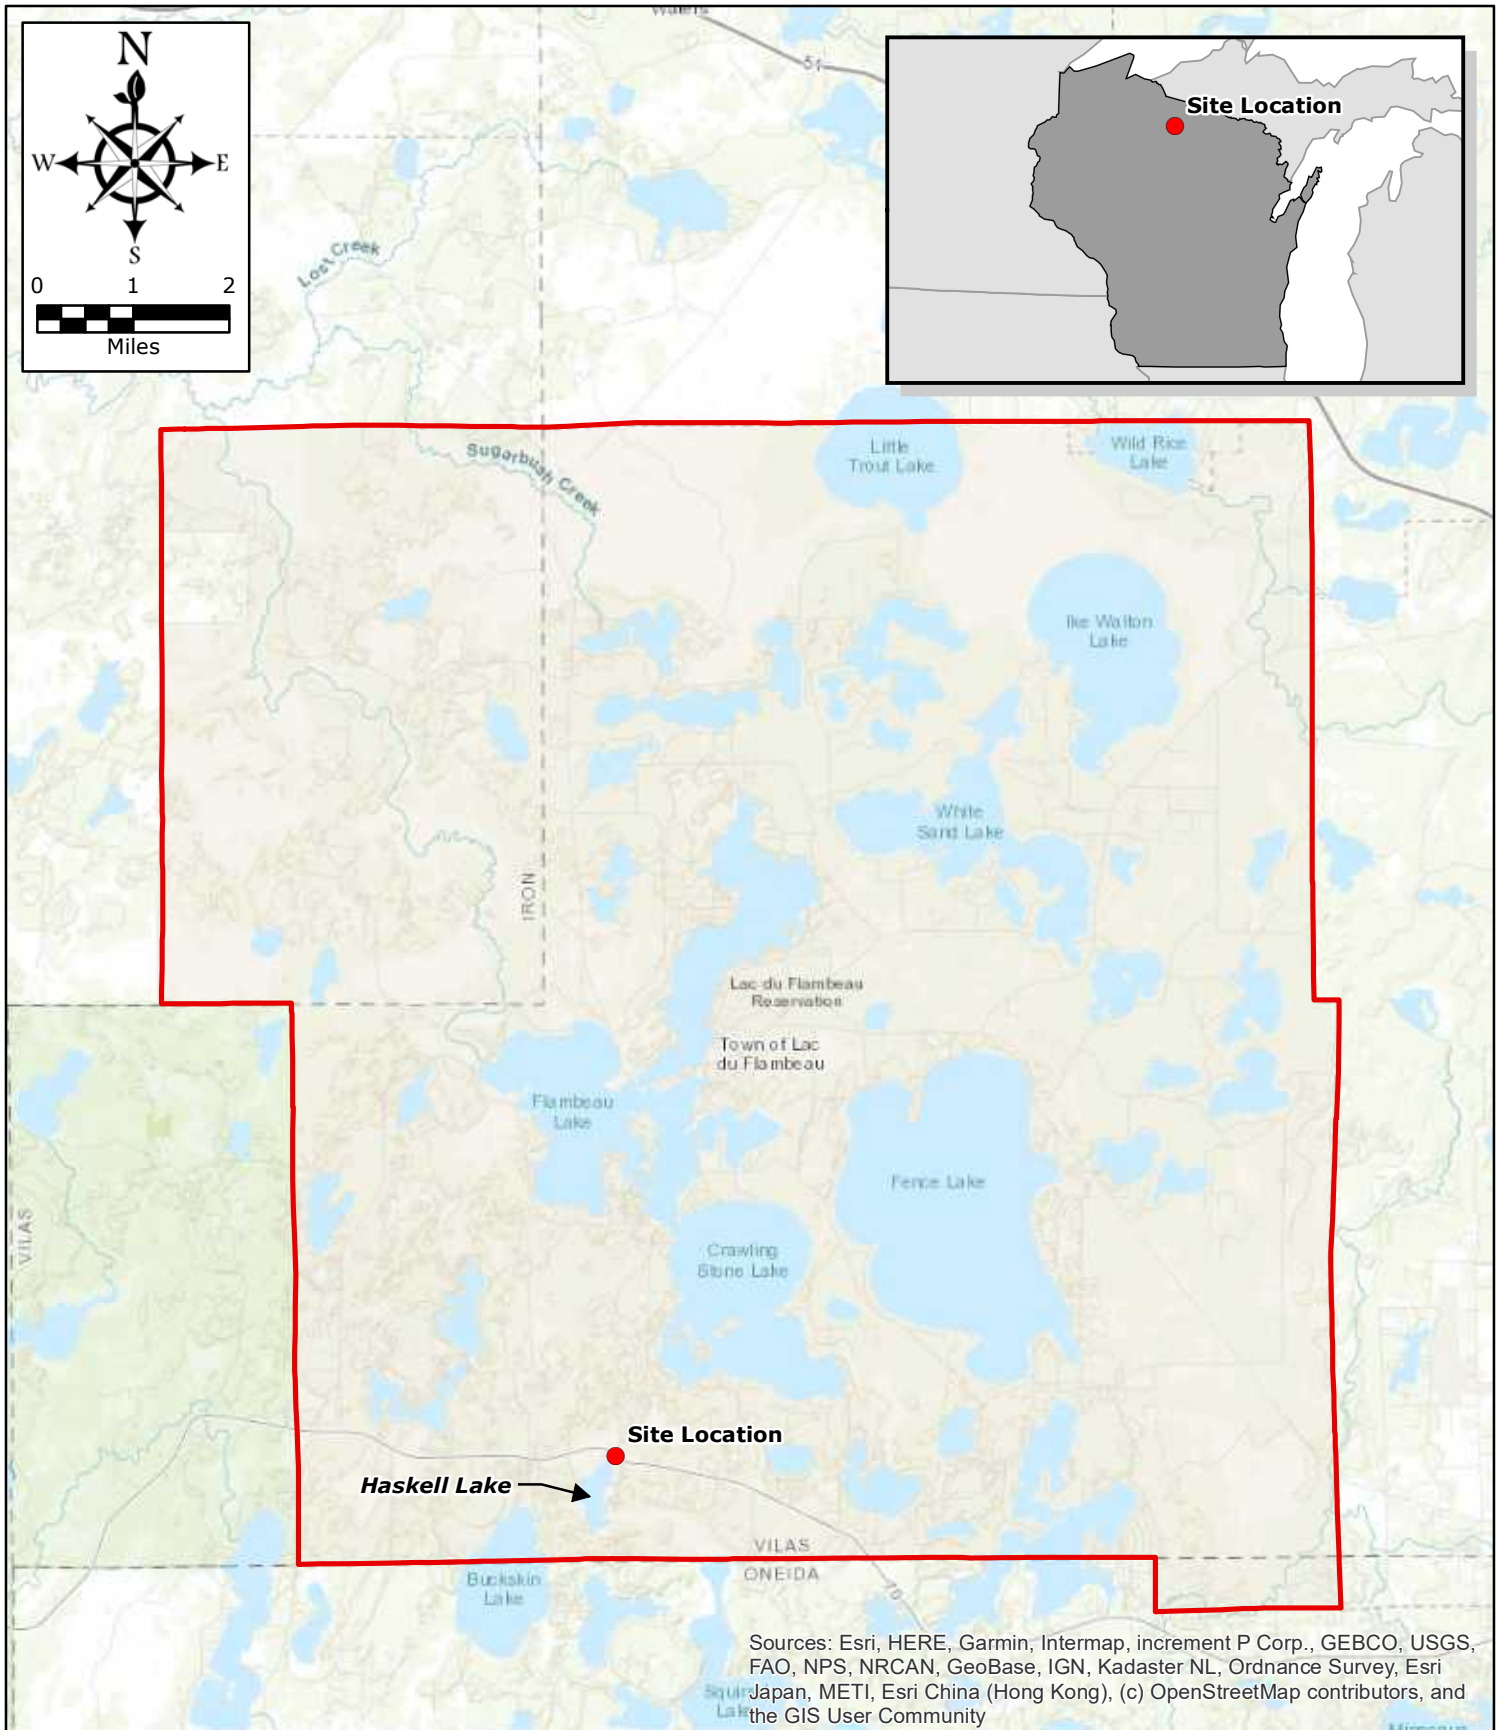 Waters
51
N
W
E
S
0 1 2
Miles
Site Location
Lost Creek
Sugarbush Creek
Little
Trout Lake
Wild Rice
Lake
Ike Walton
Lake
White
Sand Lake
IRON
Lac du Flambeau
Reservation
Town of Lac
du Flambeau
Flambeau
Lake
Fence Lake
VILAS
Crawling
Stone Lake
Site Location
Haskell Lake
VILAS
ONEIDA
Buckskin
Lake
70
Sources: Esri, HERE, Garmin, Intermap, increment P Corp., GEBCO, USGS,
FAO, NPS, NRCAN, GeoBase, IGN, Kadaster NL, Ordnance Survey, Esri
Japan, METI, Esri China (Hong Kong), (c) OpenStreetMap contributors, and
the GIS User Community